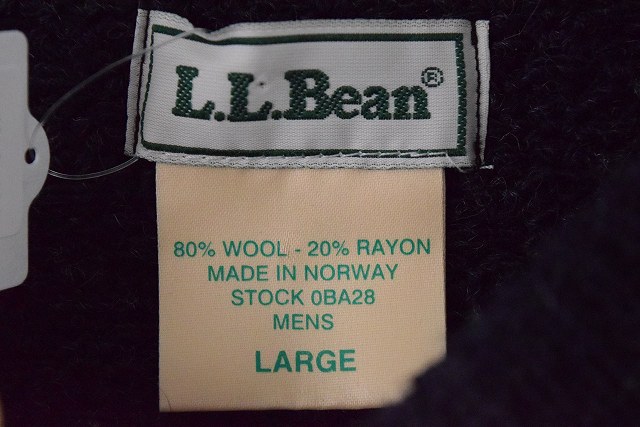 L.L.Bean®
80% WOOL - 20% RAYON
MADE IN NORWAY
STOCK 0BA28
MENS
LARGE